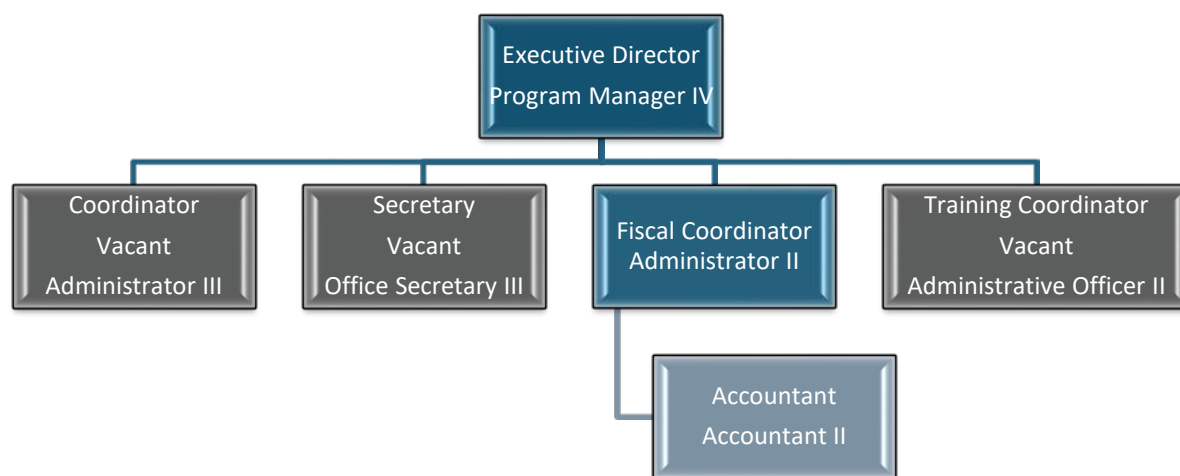 Executive Director
Program Manager IV
Coordinator
Vacant
Administrator III
Secretary
Vacant
Office Secretary III
Fiscal Coordinator
Administrator II
Training Coordinator
Vacant
Administrative Officer II
Accountant
Accountant II